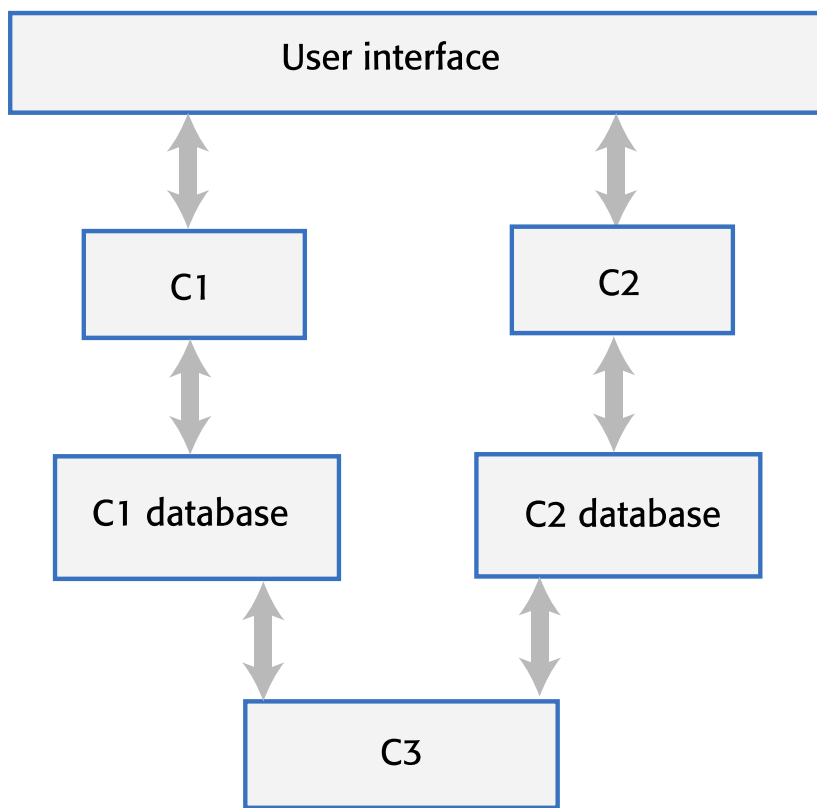 User interface
C1
C2
C1 database
C2 database
C3